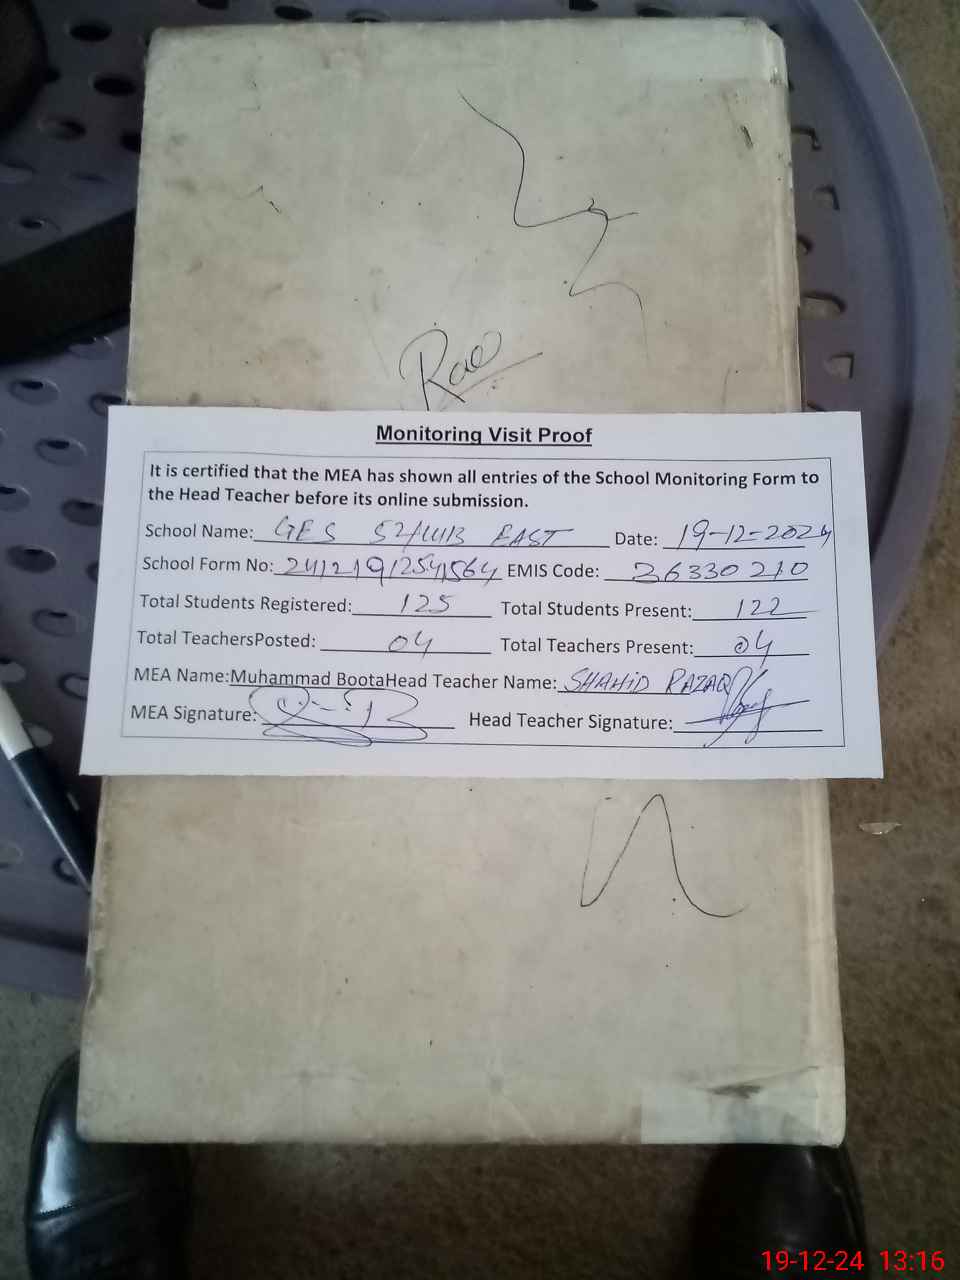 Rao
Monitoring Visit Proof
It is certified that the MEA has shown all entries of the School Monitoring Form to
the Head Teacher before its online submission.
School Name: GES 52/WB EAST Date: 19-12-2024
School Form No: 24121912541564 EMIS Code: 36330210
Total Students Registered: 125 Total Students Present: 122
Total TeachersPosted: 04 Total Teachers Present: 04
MEA Name:Muhammad BootaHead Teacher Name: SHAHID RAZAQ
MEA Signature: Head Teacher Signature:
19-12-24 13:16